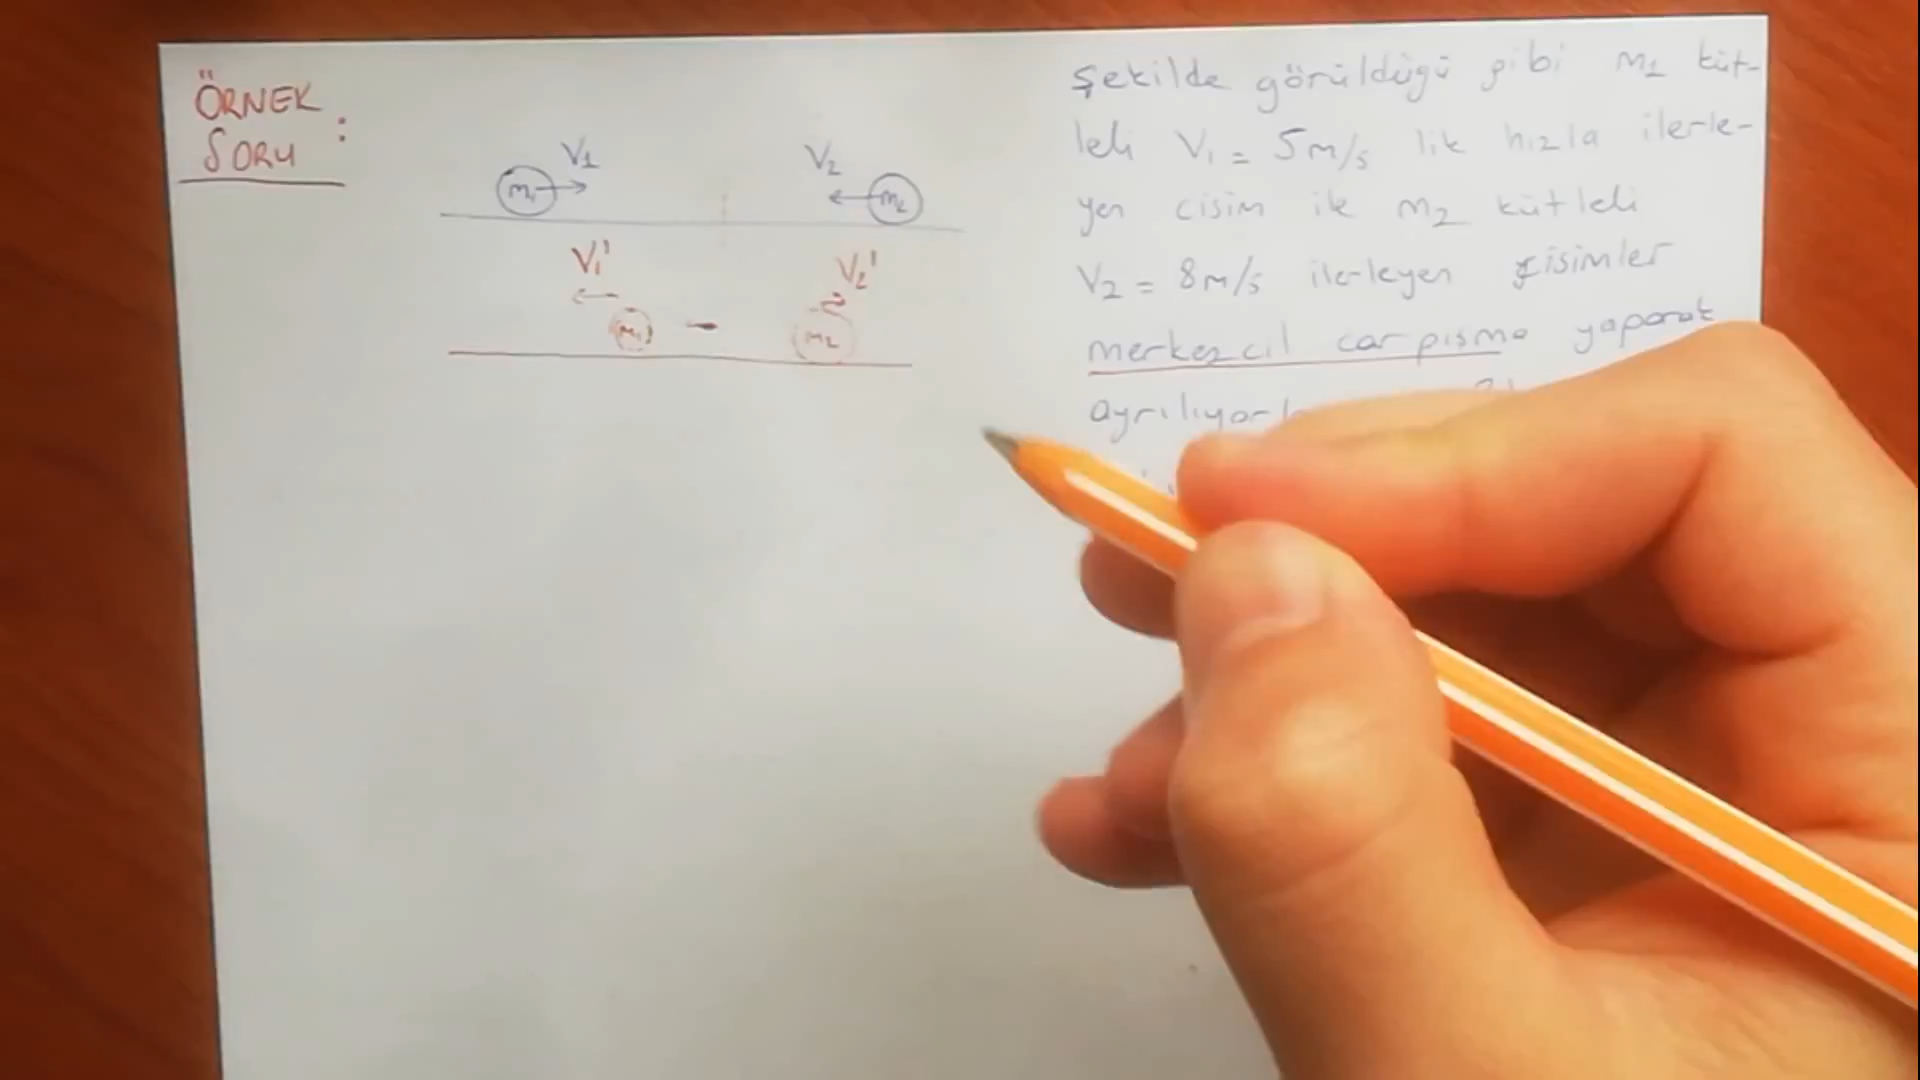 ÖRNEK
SORU :
V1
m1
V2
m2
V1'
m1
V2'
m2
Şekilde görüldüğü gibi m1 küt-
leli V1 = 5m/s lik hızla ilerle-
yen cisim ile m2 kütleli
V2 = 8m/s ilerleyen cisimler
merkezcil çarpışma yaparak